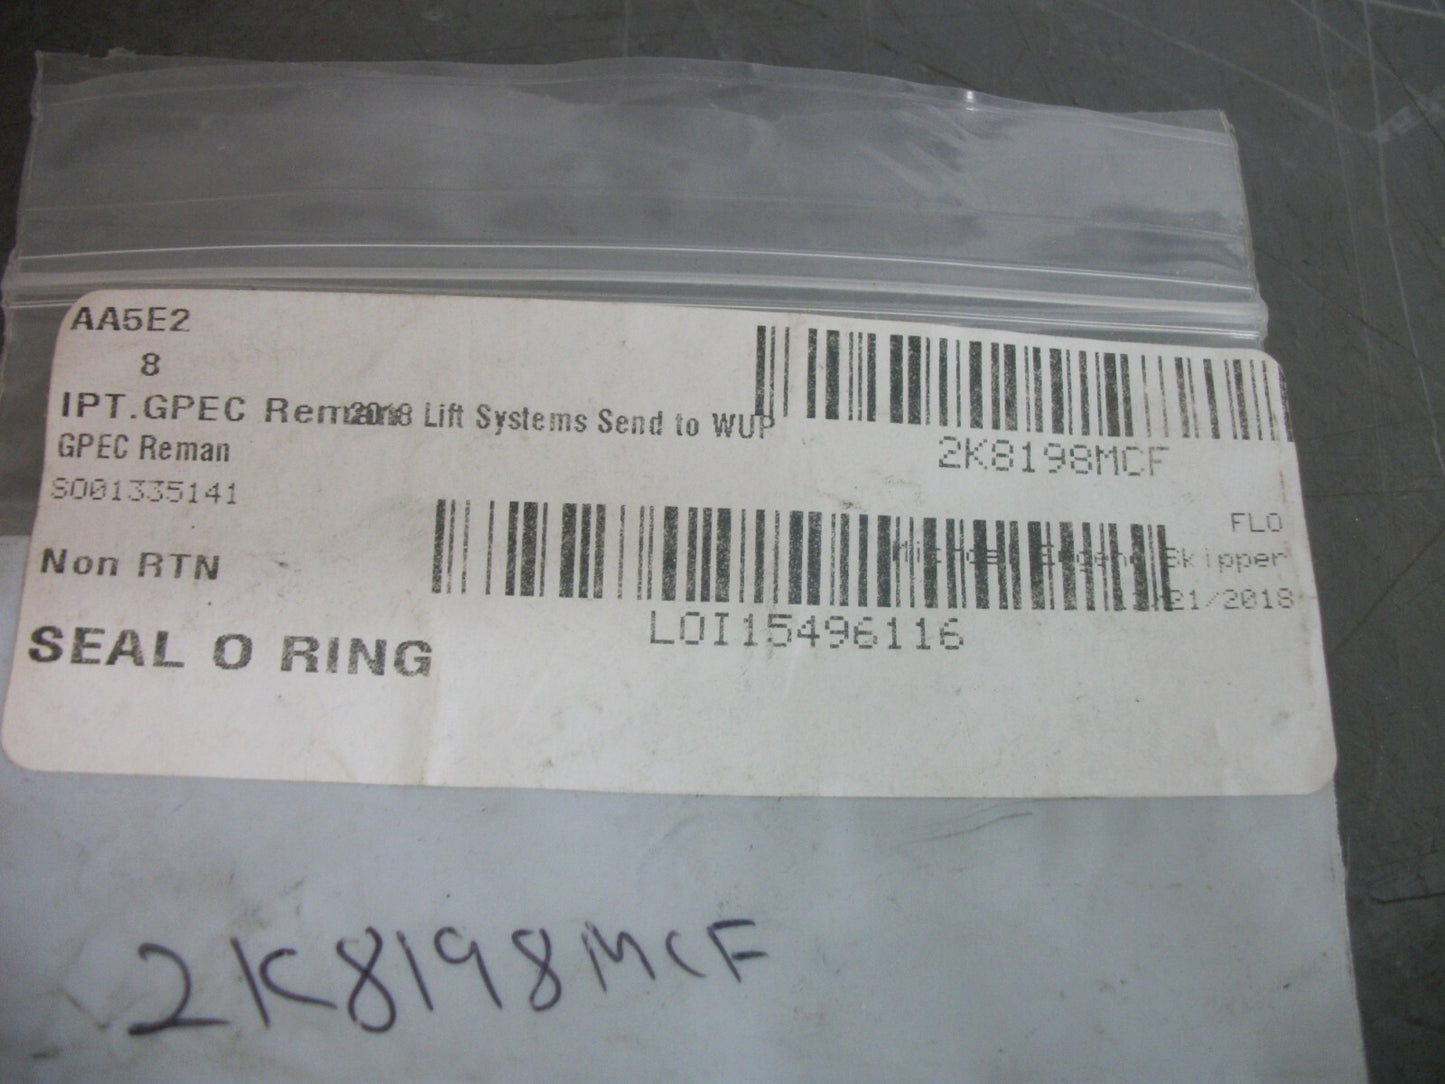 AA5E2
8
IPT.GPEC Reman 2018 Lift Systems Send to WUP
2K8198MCF
GPEC Reman
SO01335141
FLO
Non RTN
Skipper
21/2018
LOI15496116
SEAL O RING
2K8198MCF